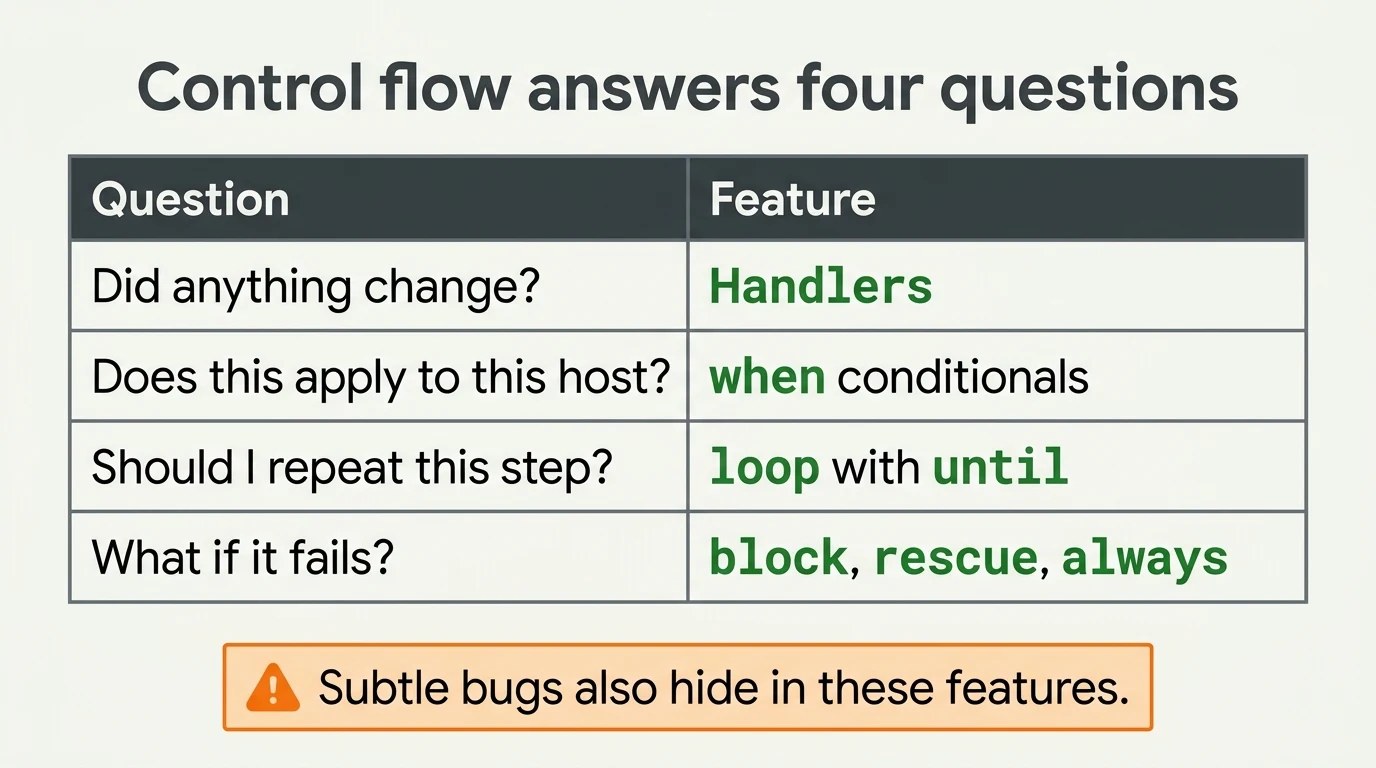 Control flow answers four questions
Question Feature
Did anything change? Handlers
Does this apply to this host? when conditionals
Should I repeat this step? loop with until
What if it fails? block, rescue, always
Subtle bugs also hide in these features.